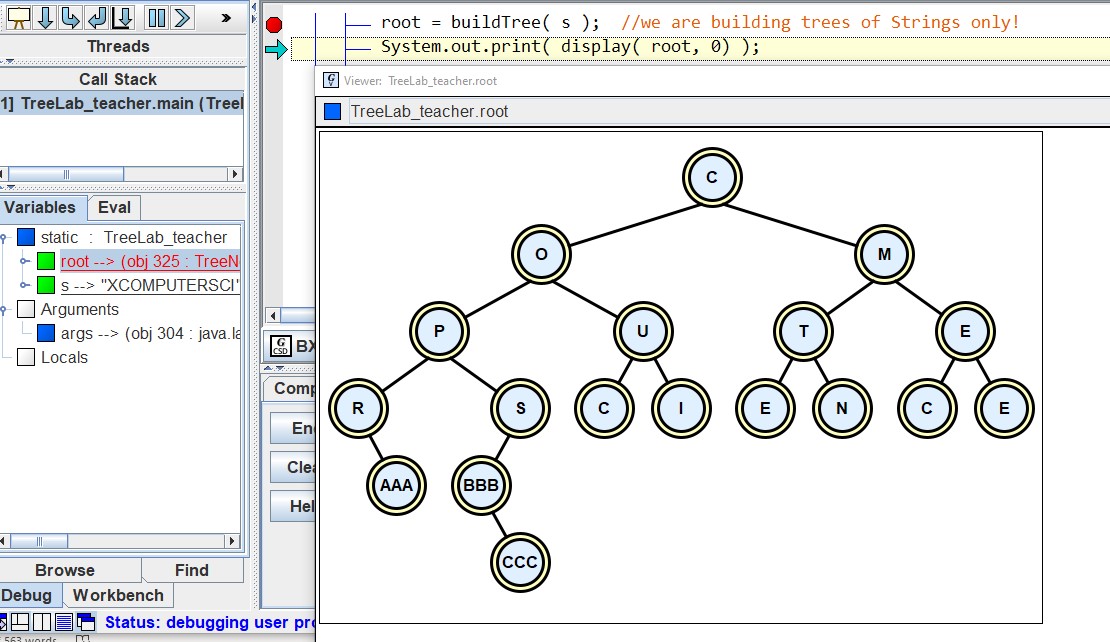 »
root = buildTree( s );  //we are building trees of Strings only!
System.out.print( display( root, 0) );
Threads
Call Stack
1] TreeLab_teacher.main (Treel
Viewer: TreeLab_teacher.root
TreeLab_teacher.root
Variables
Eval
static : TreeLab_teacher
root --> (obj 325 : TreeN
s --> "XCOMPUTERSCI"
Arguments
args --> (obj 304 : java.la
Locals
C
O M
P U T E
R S C I E N C E
AAA BBB
CCC
G
CSD
BX
Comp
En
Clea
Hel
Browse
Find
Debug
Workbench
Status: debugging user pro
563 words